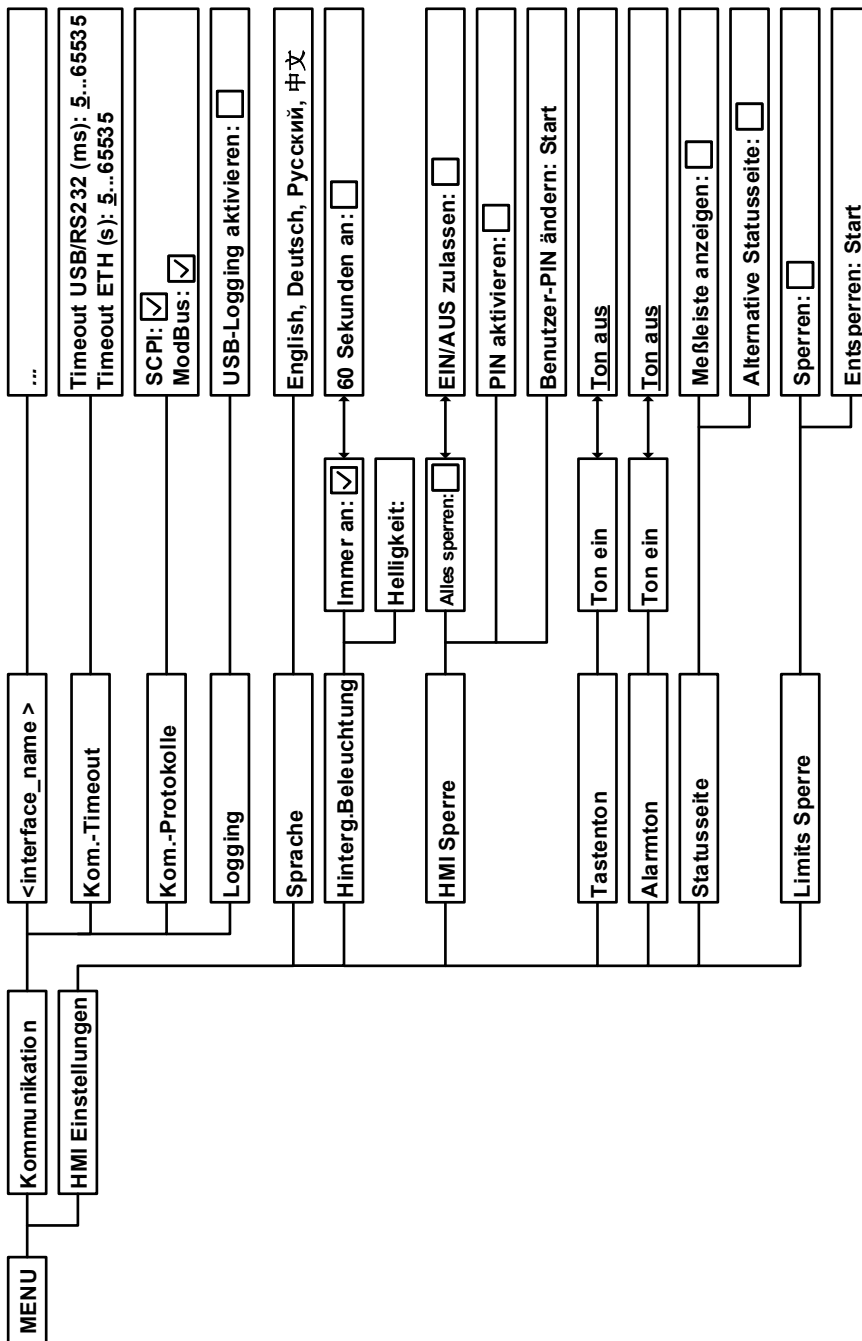 MENU
Kommunikation
<interface_name >
...
Kom.-Timeout
Timeout USB/RS232 (ms): 5...65535
Timeout ETH (s): 5...65535
Kom.-Protokolle
SCPI:
ModBus:
Logging
USB-Logging aktivieren:
HMI Einstellungen
Sprache
English, Deutsch, Русский, 中文
Hinterg.Beleuchtung
Immer an:
60 Sekunden an:
Helligkeit:
HMI Sperre
Alles sperren:
EIN/AUS zulassen:
PIN aktivieren:
Benutzer-PIN ändern: Start
Tastenton
Ton ein
Ton aus
Alarmton
Ton ein
Ton aus
Statusseite
Meßleiste anzeigen:
Alternative Statusseite:
Limits Sperre
Sperren:
Entsperren: Start